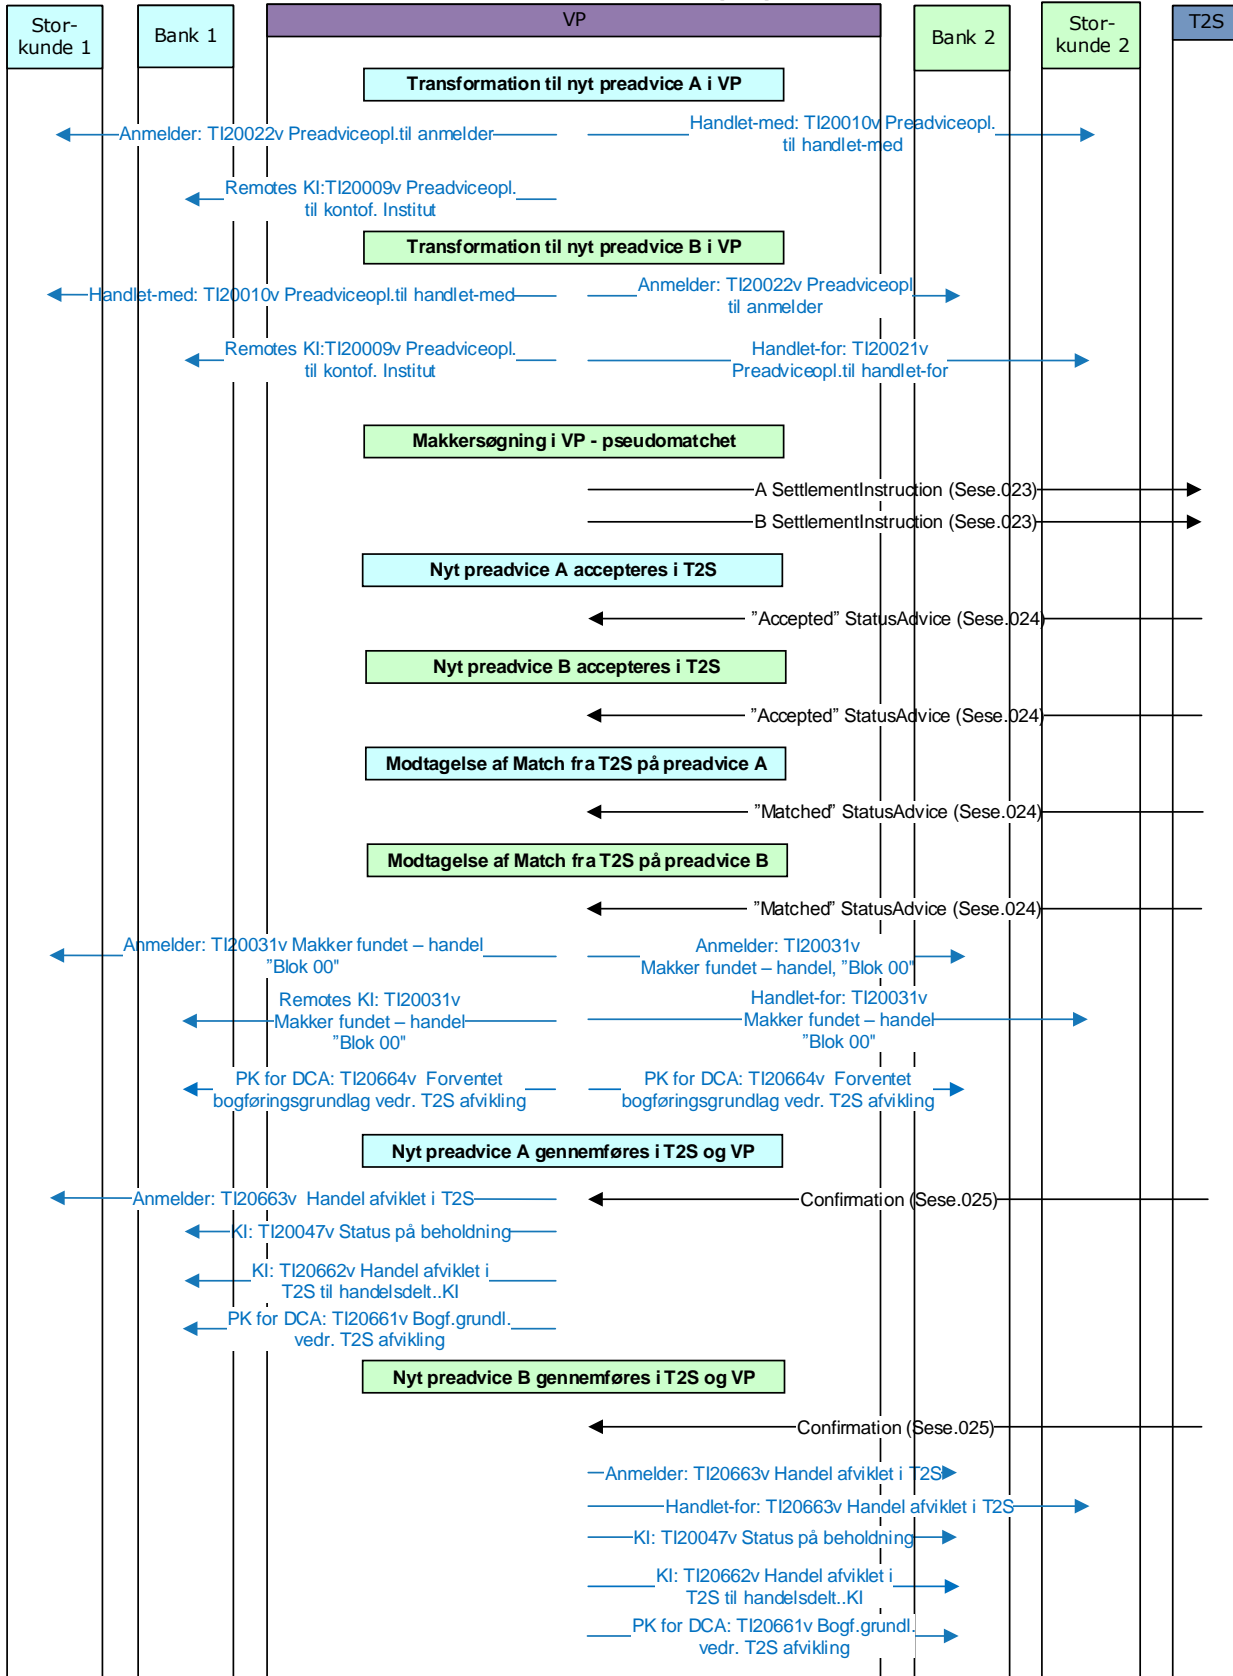 Stor-
kunde 1
Bank 1
VP
Bank 2
Stor-
kunde 2
T2S
Transformation til nyt preadvice A i VP
Anmelder: TI20022v Preadviceopl.til anmelder
Handlet-med: TI20010v Preadviceopl.
til handlet-med
Remotes KI:TI20009v Preadviceopl.
til kontof. Institut
Transformation til nyt preadvice B i VP
Handlet-med: TI20010v Preadviceopl.til handlet-med
Anmelder: TI20022v Preadviceopl
til anmelder
Remotes KI:TI20009v Preadviceopl.
til kontof. Institut
Handlet-for: TI20021v
Preadviceopl.til handlet-for
Makkersøgning i VP - pseudomatchet
A SettlementInstruction (Sese.023)
B SettlementInstruction (Sese.023)
Nyt preadvice A accepteres i T2S
"Accepted" StatusAdvice (Sese.024)
Nyt preadvice B accepteres i T2S
"Accepted" StatusAdvice (Sese.024)
Modtagelse af Match fra T2S på preadvice A
"Matched" StatusAdvice (Sese.024)
Modtagelse af Match fra T2S på preadvice B
"Matched" StatusAdvice (Sese.024)
Anmelder: TI20031v Makker fundet – handel
"Blok 00"
Anmelder: TI20031v
Makker fundet – handel, "Blok 00"
Remotes KI: TI20031v
Makker fundet – handel
"Blok 00"
Handlet-for: TI20031v
Makker fundet – handel
"Blok 00"
PK for DCA: TI20664v Forventet
bogføringsgrundlag vedr. T2S afvikling
PK for DCA: TI20664v Forventet
bogføringsgrundlag vedr. T2S afvikling
Nyt preadvice A gennemføres i T2S og VP
Anmelder: TI20663v Handel afviklet i T2S
Confirmation (Sese.025)
KI: TI20047v Status på beholdning
KI: TI20662v Handel afviklet i
T2S til handelsdelt..KI
PK for DCA: TI20661v Bogf.grundl.
vedr. T2S afvikling
Nyt preadvice B gennemføres i T2S og VP
Confirmation (Sese.025)
Anmelder: TI20663v Handel afviklet i T2S
Handlet-for: TI20663v Handel afviklet i T2S
KI: TI20047v Status på beholdning
KI: TI20662v Handel afviklet i
T2S til handelsdelt..KI
PK for DCA: TI20661v Bogf.grundl.
vedr. T2S afvikling